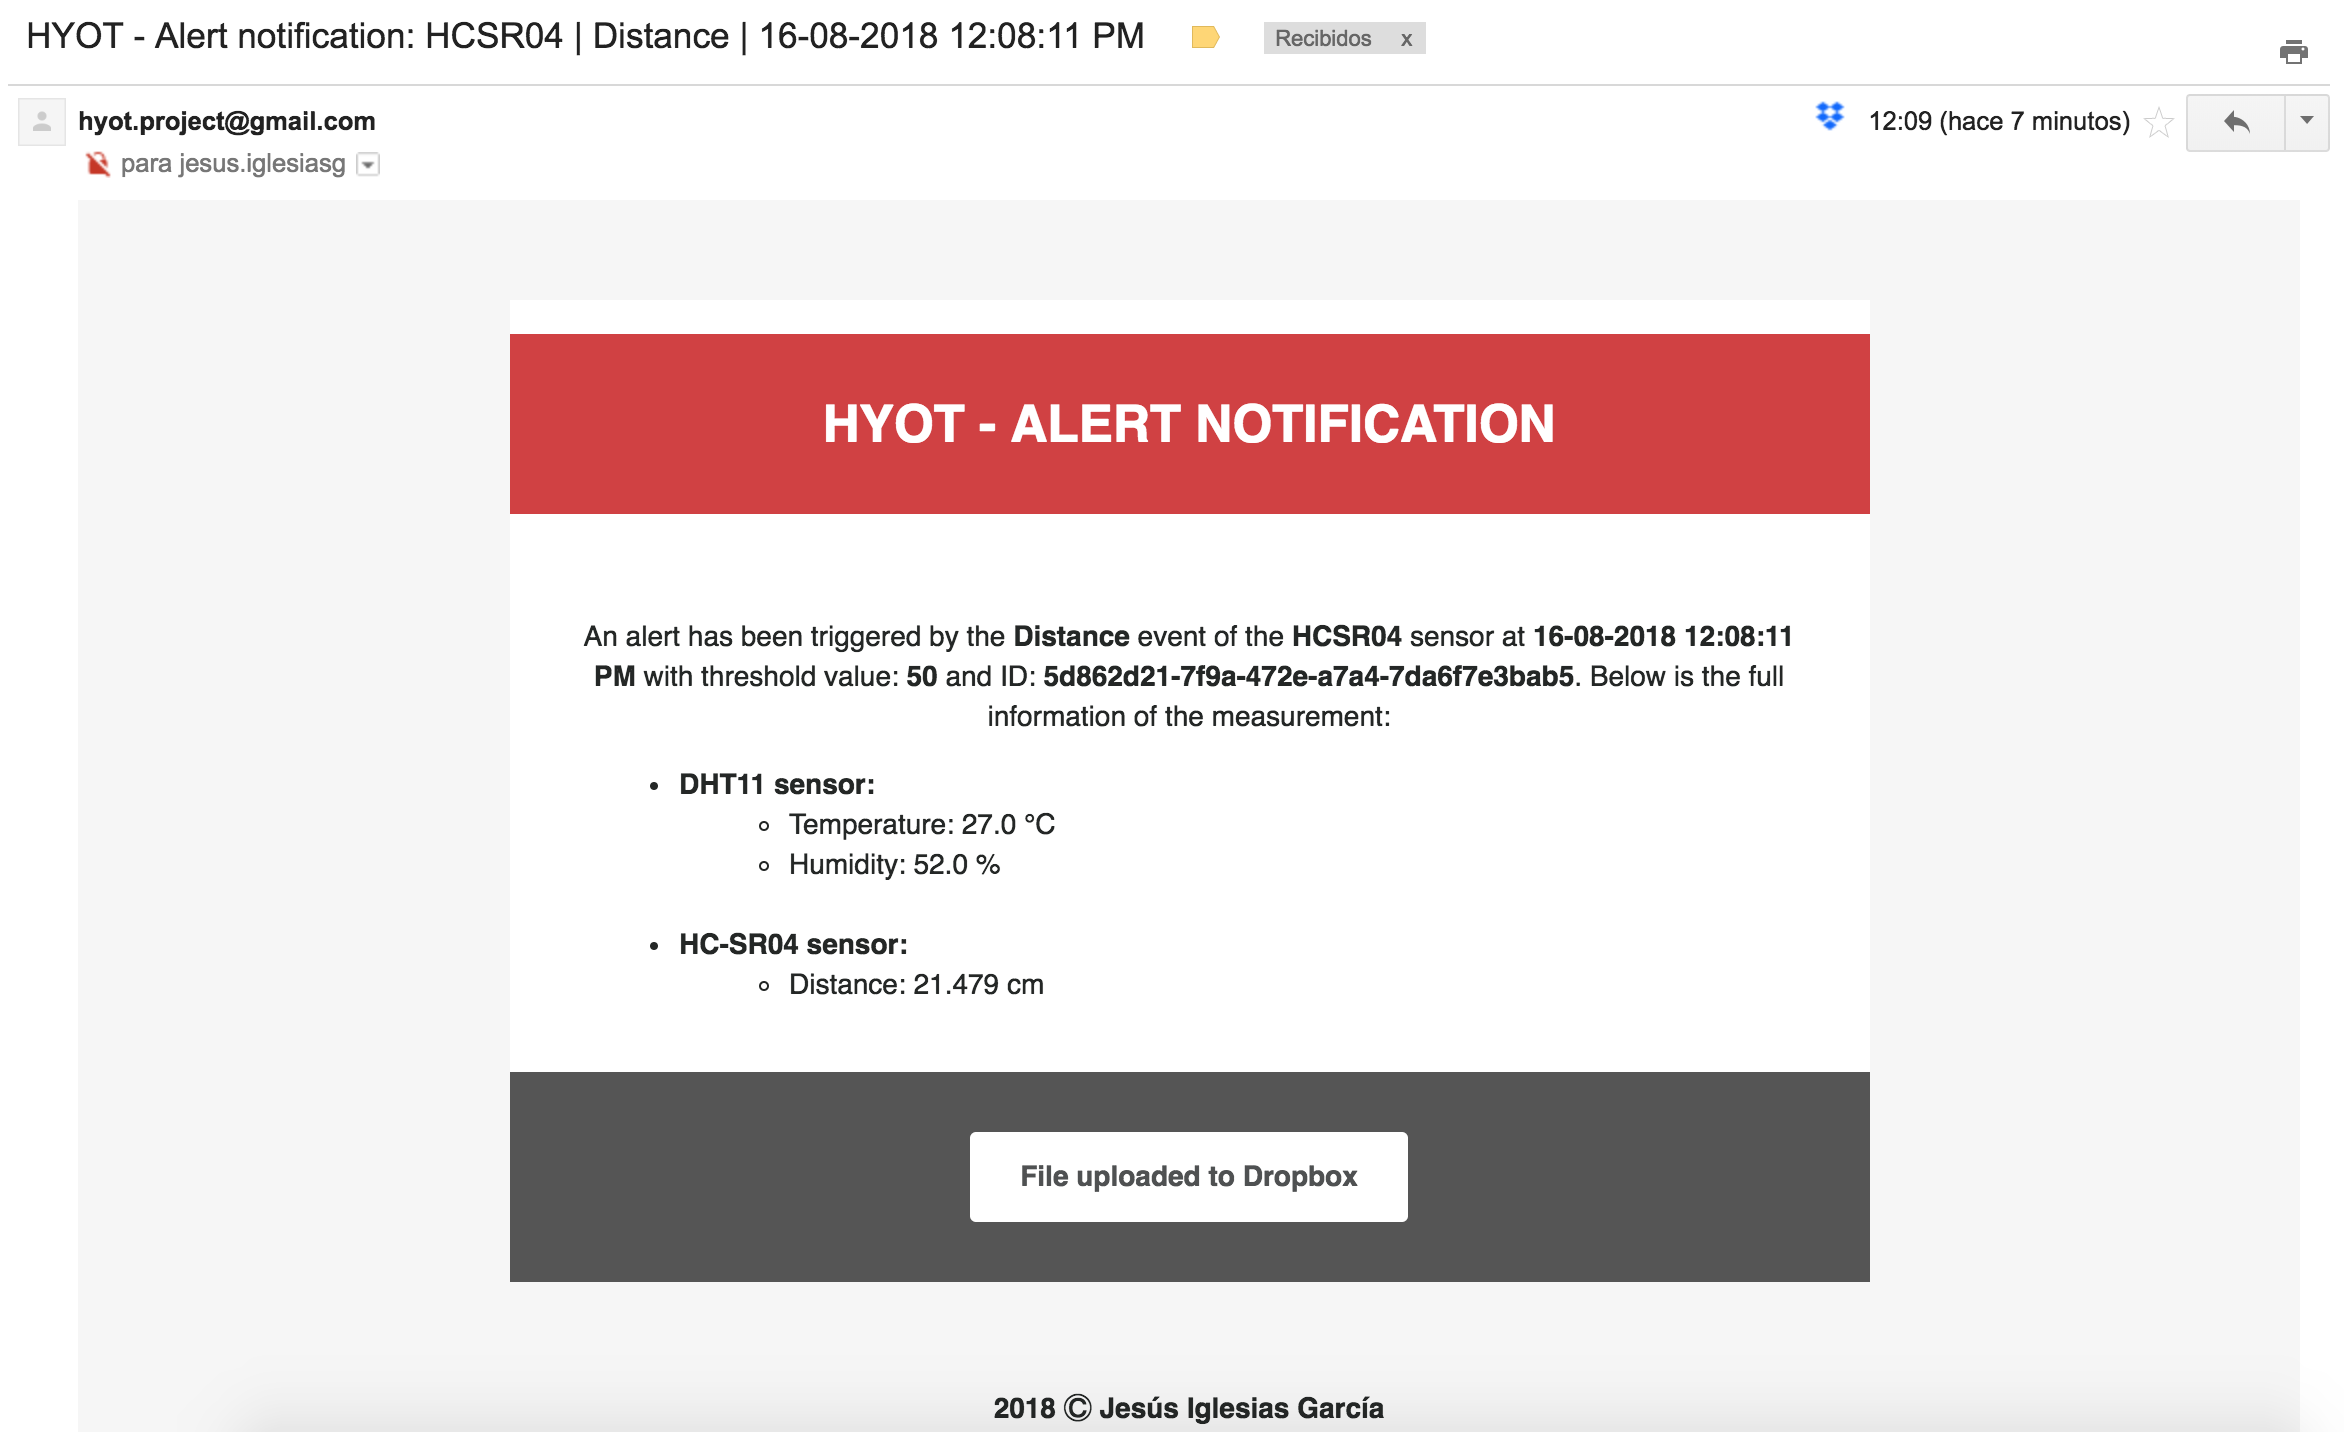 HYOT - Alert notification: HCSR04 | Distance | 16-08-2018 12:08:11 PM
Recibidos x
hyot.project@gmail.com
12:09 (hace 7 minutos)
para jesus.iglesiasg
HYOT - ALERT NOTIFICATION
An alert has been triggered by the Distance event of the HCSR04 sensor at 16-08-2018 12:08:11
PM with threshold value: 50 and ID: 5d862d21-7f9a-472e-a7a4-7da6f7e3bab5. Below is the full
information of the measurement:
• DHT11 sensor:
◦ Temperature: 27.0 °C
◦ Humidity: 52.0 %
• HC-SR04 sensor:
◦ Distance: 21.479 cm
File uploaded to Dropbox
2018 © Jesús Iglesias García